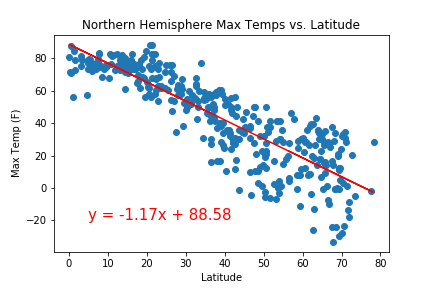 Northern Hemisphere Max Temps vs. Latitude
Max Temp (F)
80
60
40
20
0
−20
y = -1.17x + 88.58
0 10 20 30 40 50 60 70 80
Latitude